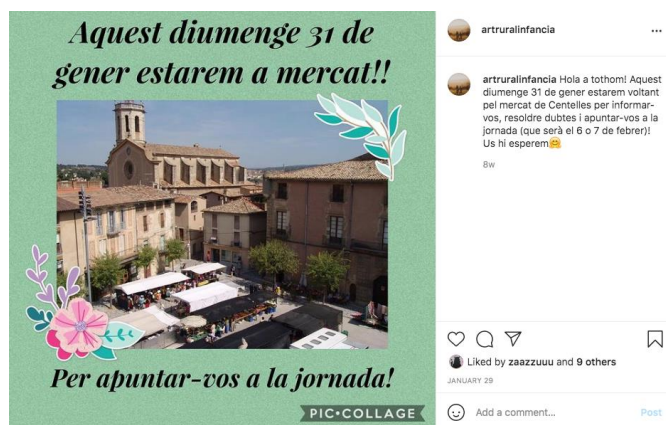 Aquest diumenge 31 de
gener estarem a mercat!!
Per apuntar-vos a la jornada!
PIC•COLLAGE
artruralinfancia
artruralinfancia Hola a tothom! Aquest
diumenge 31 de gener estarem voltant
pel mercat de Centelles per informar-
vos, resoldre dubtes i apuntar-vos a la
jornada (que serà el 6 o 7 de febrer)!
Us hi esperem🤗
8w
Liked by zaazzuuu and 9 others
JANUARY 29
Add a comment...
Post